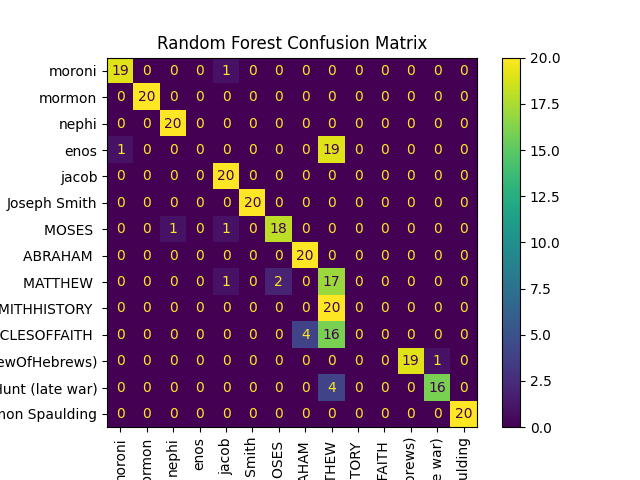 Random Forest Confusion Matrix
moroni 19 0 0 0 1 0 0 0 0 0 0 0 0 0
mormon 0 20 0 0 0 0 0 0 0 0 0 0 0 0
nephi 0 0 20 0 0 0 0 0 0 0 0 0 0 0
enos 1 0 0 0 0 0 0 0 19 0 0 0 0 0
jacob 0 0 0 0 20 0 0 0 0 0 0 0 0 0
Joseph Smith 0 0 0 0 0 20 0 0 0 0 0 0 0 0
MOSES 0 0 1 0 1 0 18 0 0 0 0 0 0 0
ABRAHAM 0 0 0 0 0 0 0 20 0 0 0 0 0 0
MATTHEW 0 0 0 0 1 0 2 0 17 0 0 0 0 0
MITHHISTORY 0 0 0 0 0 0 0 0 20 0 0 0 0 0
CLESOFFAITH 0 0 0 0 0 0 0 4 16 0 0 0 0 0
ewOfHebrews) 0 0 0 0 0 0 0 0 0 0 0 19 1 0
Hunt (late war) 0 0 0 0 0 0 0 0 4 0 0 0 16 0
mon Spaulding 0 0 0 0 0 0 0 0 0 0 0 0 0 20
moroni
ormon
nephi
enos
jacob
Smith
OSES
AHAM
THEW
TORY
FAITH
brews)
e war)
ulding
20.0
17.5
15.0
12.5
10.0
7.5
5.0
2.5
0.0